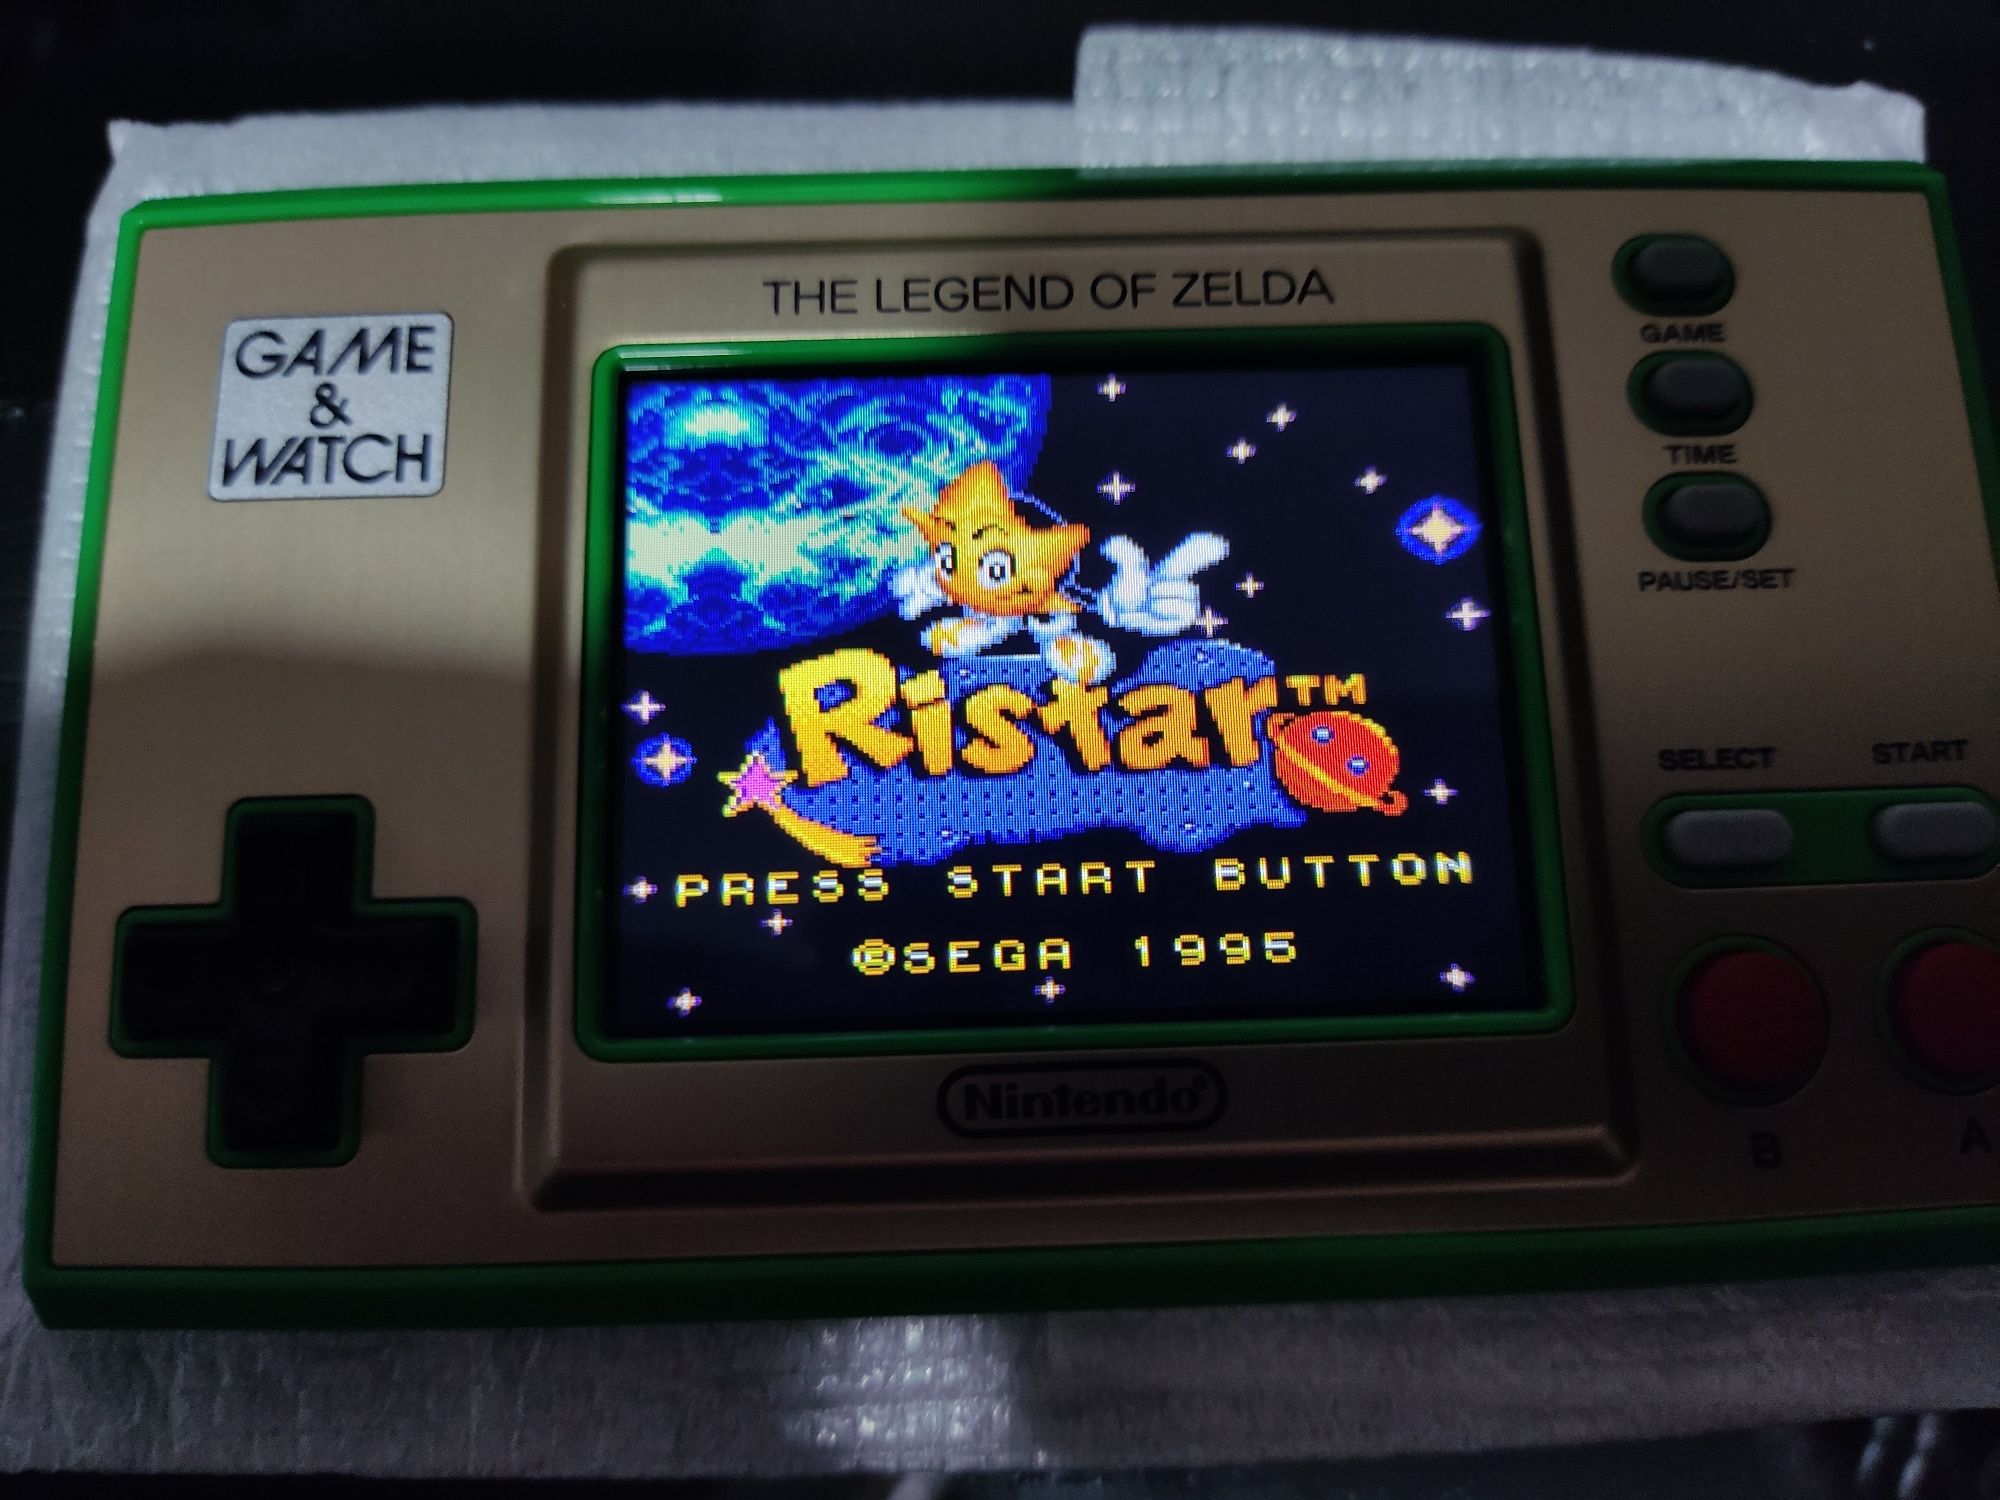 THE LEGEND OF ZELDA
GAME
&
WATCH
GAME
TIME
PAUSE/SET
Ristar™
PRESS START BUTTON
©SEGA 1995
SELECT START
Nintendo®
B A